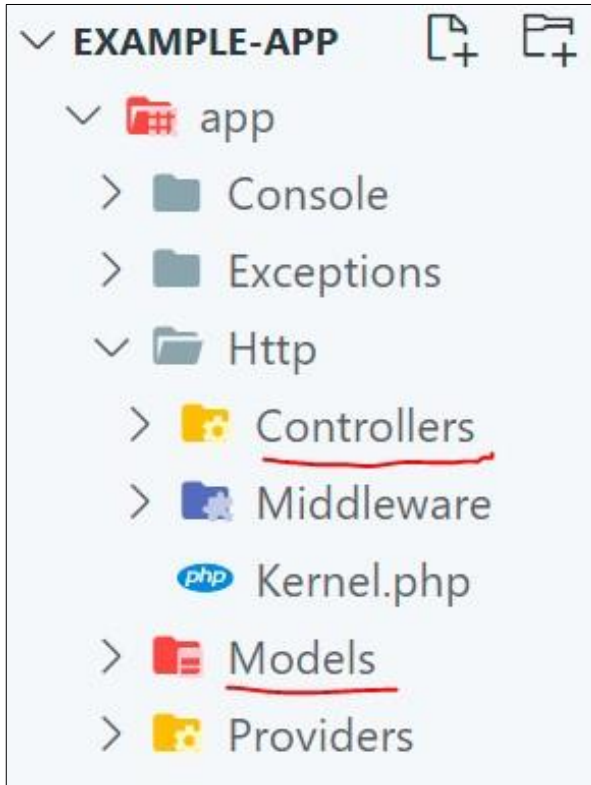 EXAMPLE-APP
app
Console
Exceptions
Http
Controllers
Middleware
php Kernel.php
Models
Providers